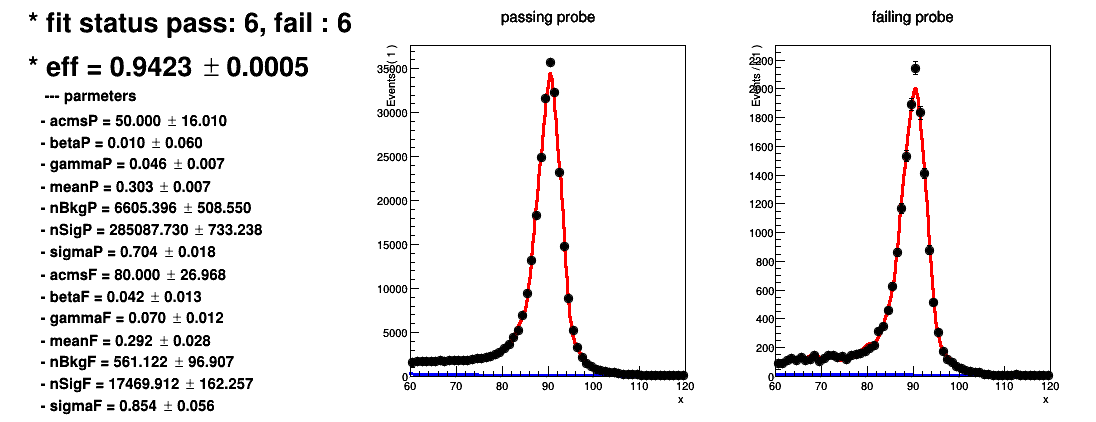 * fit status pass: 6, fail : 6
* eff = 0.9423 ± 0.0005
--- parmeters
- acmsP = 50.000 ± 16.010
- betaP = 0.010 ± 0.060
- gammaP = 0.046 ± 0.007
- meanP = 0.303 ± 0.007
- nBkgP = 6605.396 ± 508.550
- nSigP = 285087.730 ± 733.238
- sigmaP = 0.704 ± 0.018
- acmsF = 80.000 ± 26.968
- betaF = 0.042 ± 0.013
- gammaF = 0.070 ± 0.012
- meanF = 0.292 ± 0.028
- nBkgF = 561.122 ± 96.907
- nSigF = 17469.912 ± 162.257
- sigmaF = 0.854 ± 0.056
passing probe
Events / ( 1 )
35000
30000
25000
20000
15000
10000
5000
0
60 70 80 90 100 110 120
x
failing probe
Events / ( 1 )
2200
2000
1800
1600
1400
1200
1000
800
600
400
200
0
60 70 80 90 100 110 120
x